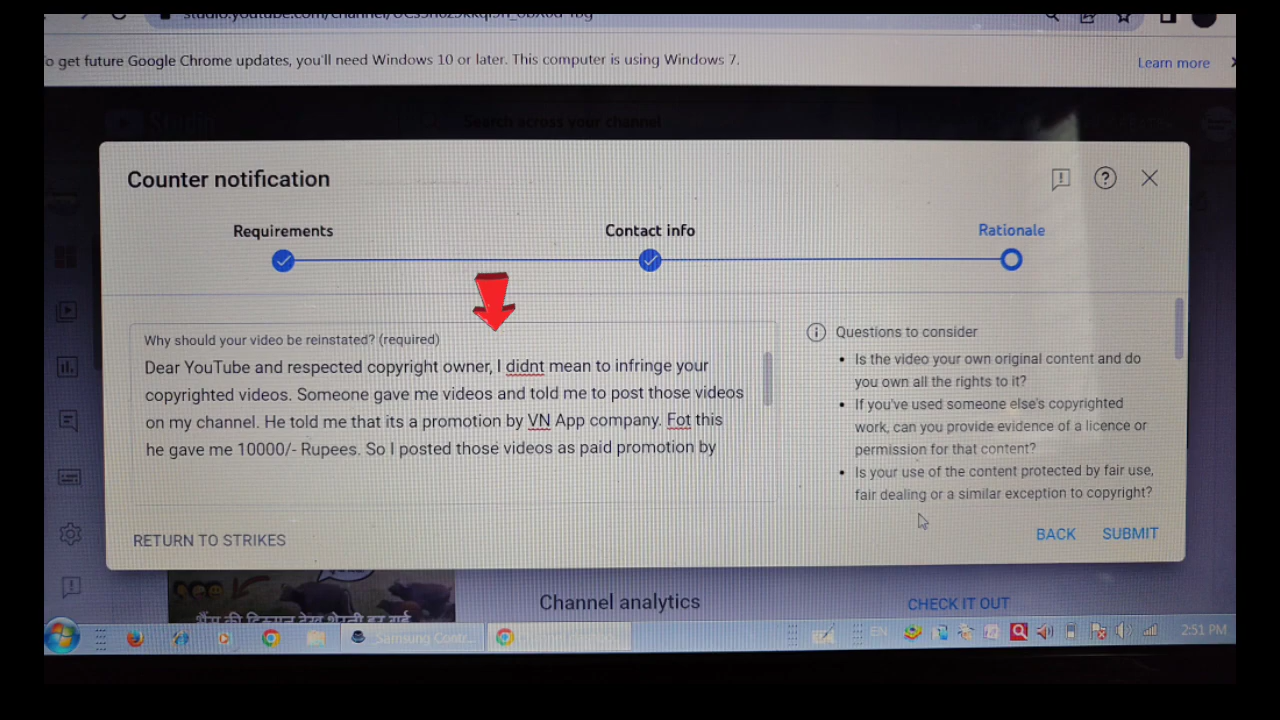 To get future Google Chrome updates, you'll need Windows 10 or later. This computer is using Windows 7.
Learn more
Search across your channel
Counter notification
Requirements
Contact info
Rationale
Why should your video be reinstated? (required)
Dear YouTube and respected copyright owner, I didnt mean to infringe your
copyrighted videos. Someone gave me videos and told me to post those videos
on my channel. He told me that its a promotion by VN App company. Fot this
he gave me 10000/- Rupees. So I posted those videos as paid promotion by
Questions to consider
• Is the video your own original content and do
you own all the rights to it?
• If you've used someone else's copyrighted
work, can you provide evidence of a licence or
permission for that content?
• Is your use of the content protected by fair use,
fair dealing or a similar exception to copyright?
RETURN TO STRIKES
BACK
SUBMIT
Channel analytics
CHECK IT OUT
Samsung Contr...
EN
2:51 PM